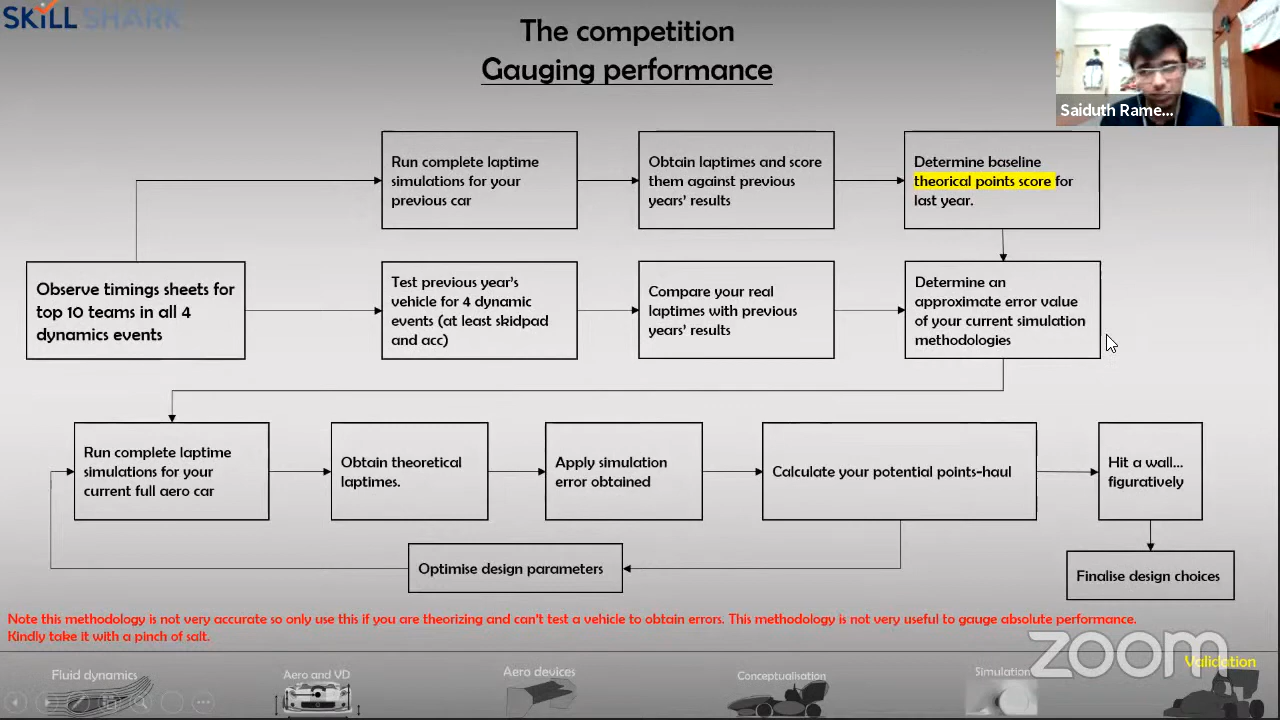 SKILL SHARK
The competition
Gauging performance
Saiduth Rame...
Run complete laptime
simulations for your
previous car
Obtain laptimes and score
them against previous
years' results
Determine baseline
theorical points score for
last year.
Observe timings sheets for
top 10 teams in all 4
dynamics events
Test previous year's
vehicle for 4 dynamic
events (at least skidpad
and acc)
Compare your real
laptimes with previous
years' results
Determine an
approximate error value
of your current simulation
methodologies
Run complete laptime
simulations for your
current full aero car
Obtain theoretical
laptimes.
Apply simulation
error obtained
Calculate your potential points-haul
Hit a wall...
figuratively
Optimise design parameters
Finalise design choices
Note this methodology is not very accurate so only use this if you are theorizing and can't test a vehicle to obtain errors. This methodology is not very useful to gauge absolute performance.
Kindly take it with a pinch of salt.
zoom
Fluid dynamics
Aero and VD
Aero devices
Conceptualisation
Simulation
Validation